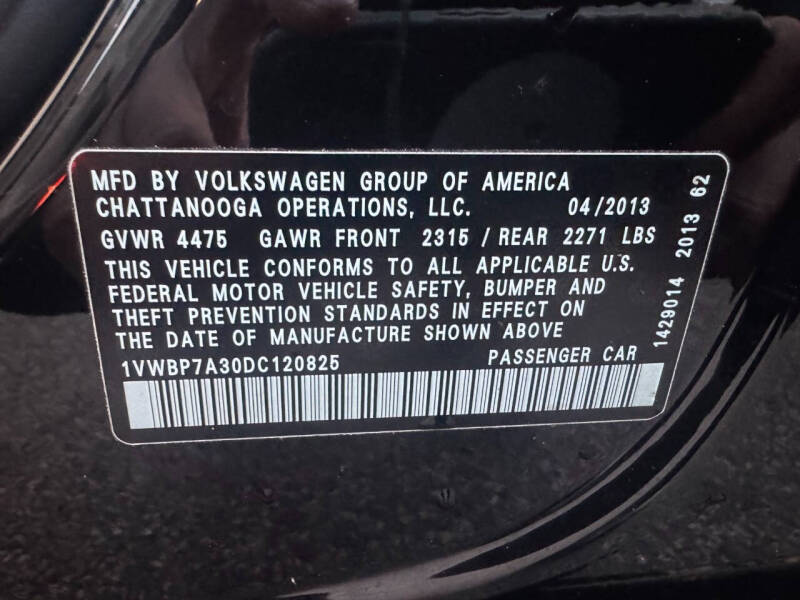 MFD BY VOLKSWAGEN GROUP OF AMERICA
CHATTANOOGA OPERATIONS, LLC. 04/2013
GVWR 4475 GAWR FRONT 2315 / REAR 2271 LBS
THIS VEHICLE CONFORMS TO ALL APPLICABLE U.S.
FEDERAL MOTOR VEHICLE SAFETY, BUMPER AND
THEFT PREVENTION STANDARDS IN EFFECT ON
THE DATE OF MANUFACTURE SHOWN ABOVE
1VWBP7A30DC120825 PASSENGER CAR
1429014 2013 62